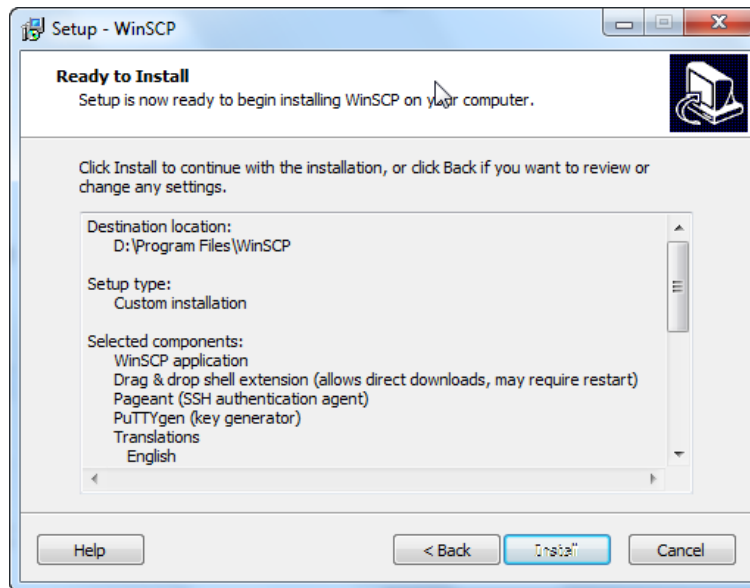 Setup - WinSCP
Ready to Install
Setup is now ready to begin installing WinSCP on your computer.
Click Install to continue with the installation, or click Back if you want to review or
change any settings.
Destination location:
D:\Program Files\WinSCP
Setup type:
Custom installation
Selected components:
WinSCP application
Drag & drop shell extension (allows direct downloads, may require restart)
Pageant (SSH authentication agent)
PuTTYgen (key generator)
Translations
English
Help
< Back
Install
Cancel